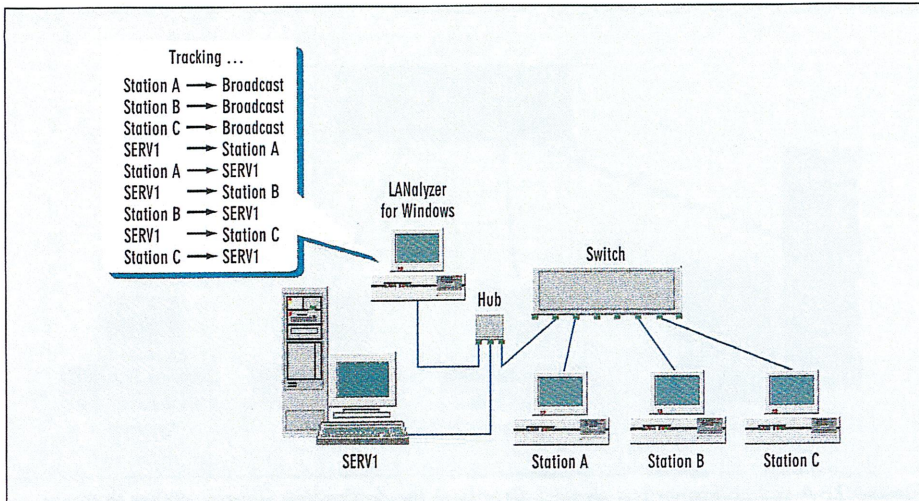 Tracking ...
Station A → Broadcast
Station B → Broadcast
Station C → Broadcast
SERV1 → Station A
Station A → SERV1
SERV1 → Station B
Station B → SERV1
SERV1 → Station C
Station C → SERV1
LANalyzer
for Windows
Hub
Switch
SERV1
Station A
Station B
Station C